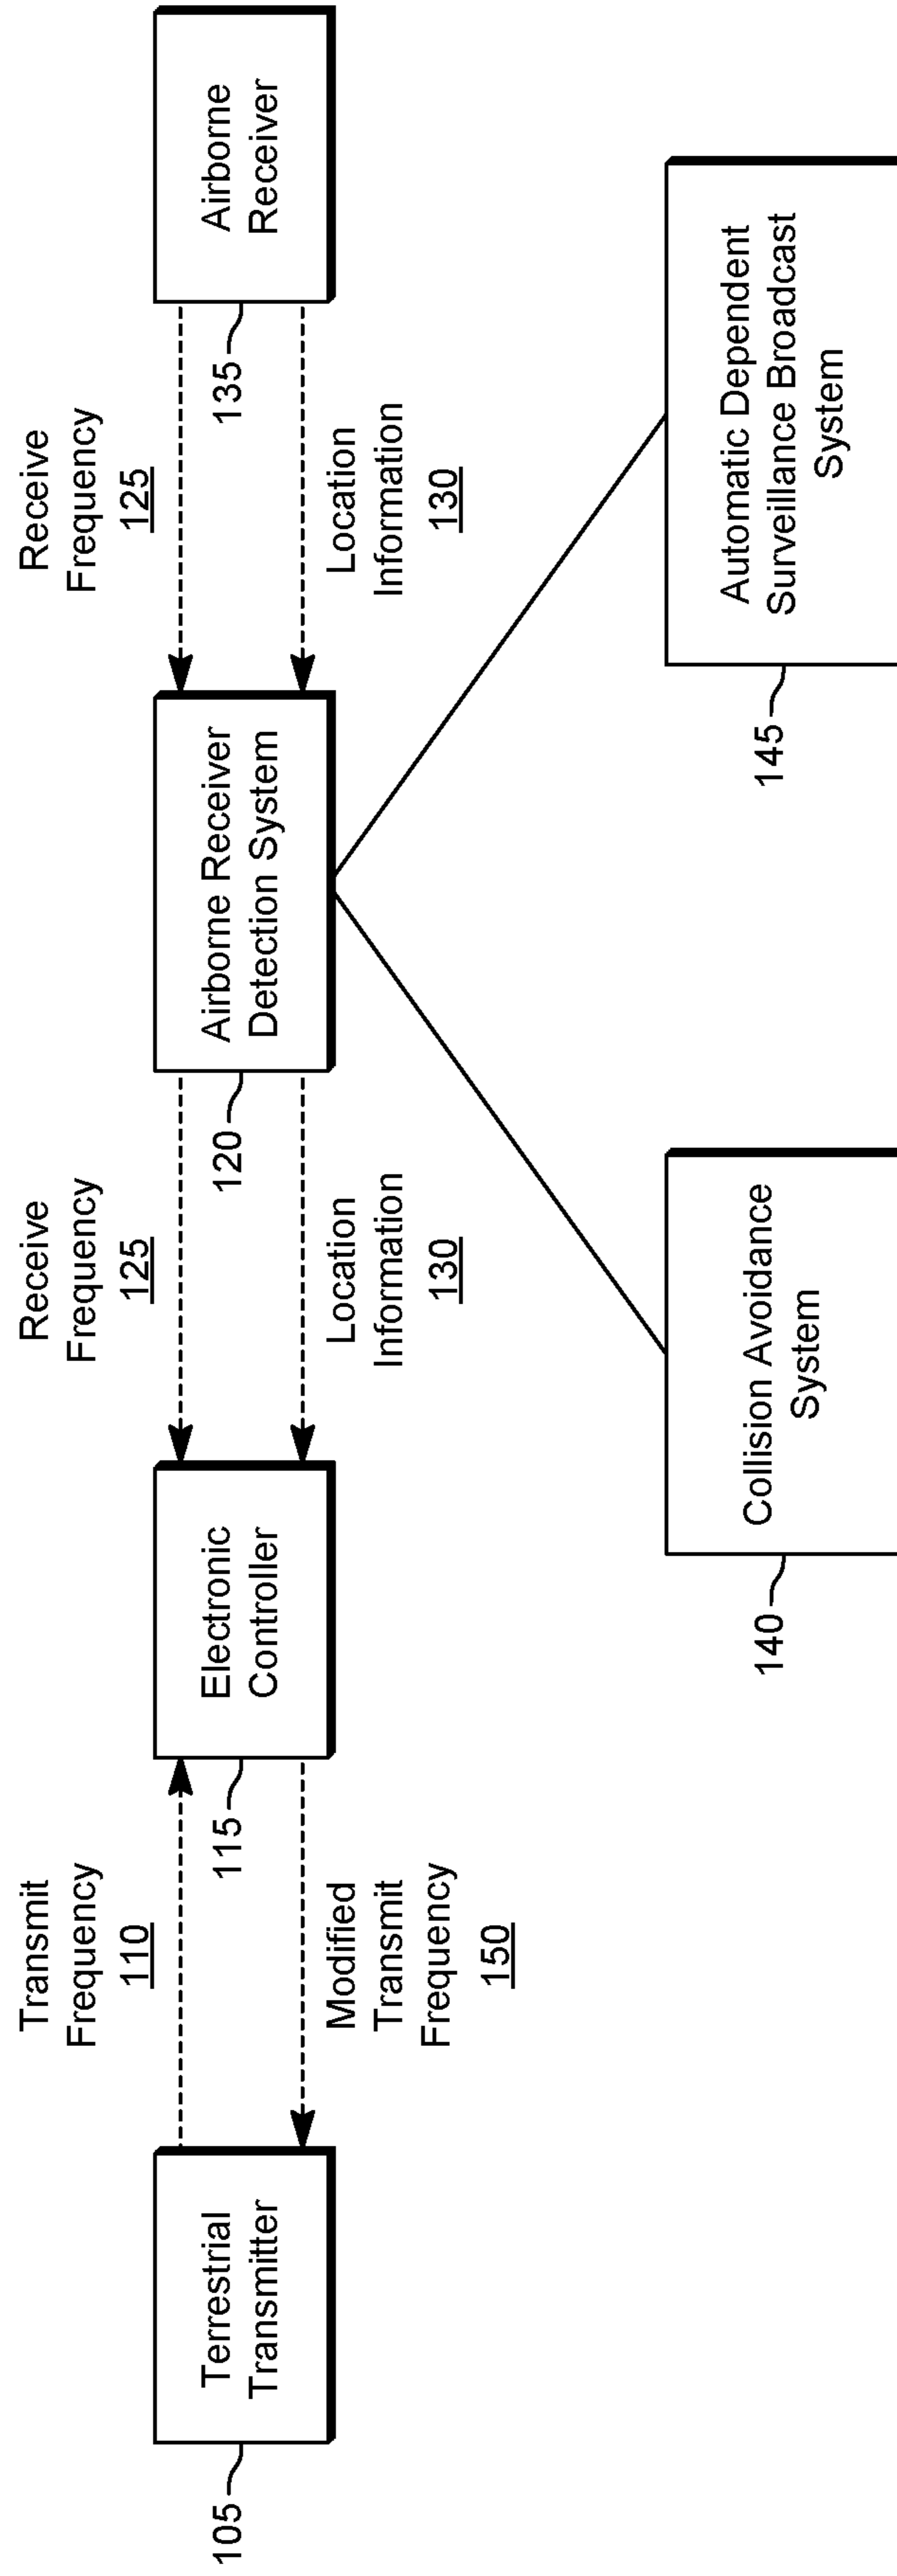 Transmit
Frequency
110
Receive
Frequency
125
Receive
Frequency
125
Terrestrial
Transmitter
105
Electronic
Controller
115
Airborne Receiver
Detection System
120
Airborne
Receiver
135
Modified
Transmit
Frequency
150
Location
Information
130
Location
Information
130
Collision Avoidance
System
140
Automatic Dependent
Surveillance Broadcast
System
145